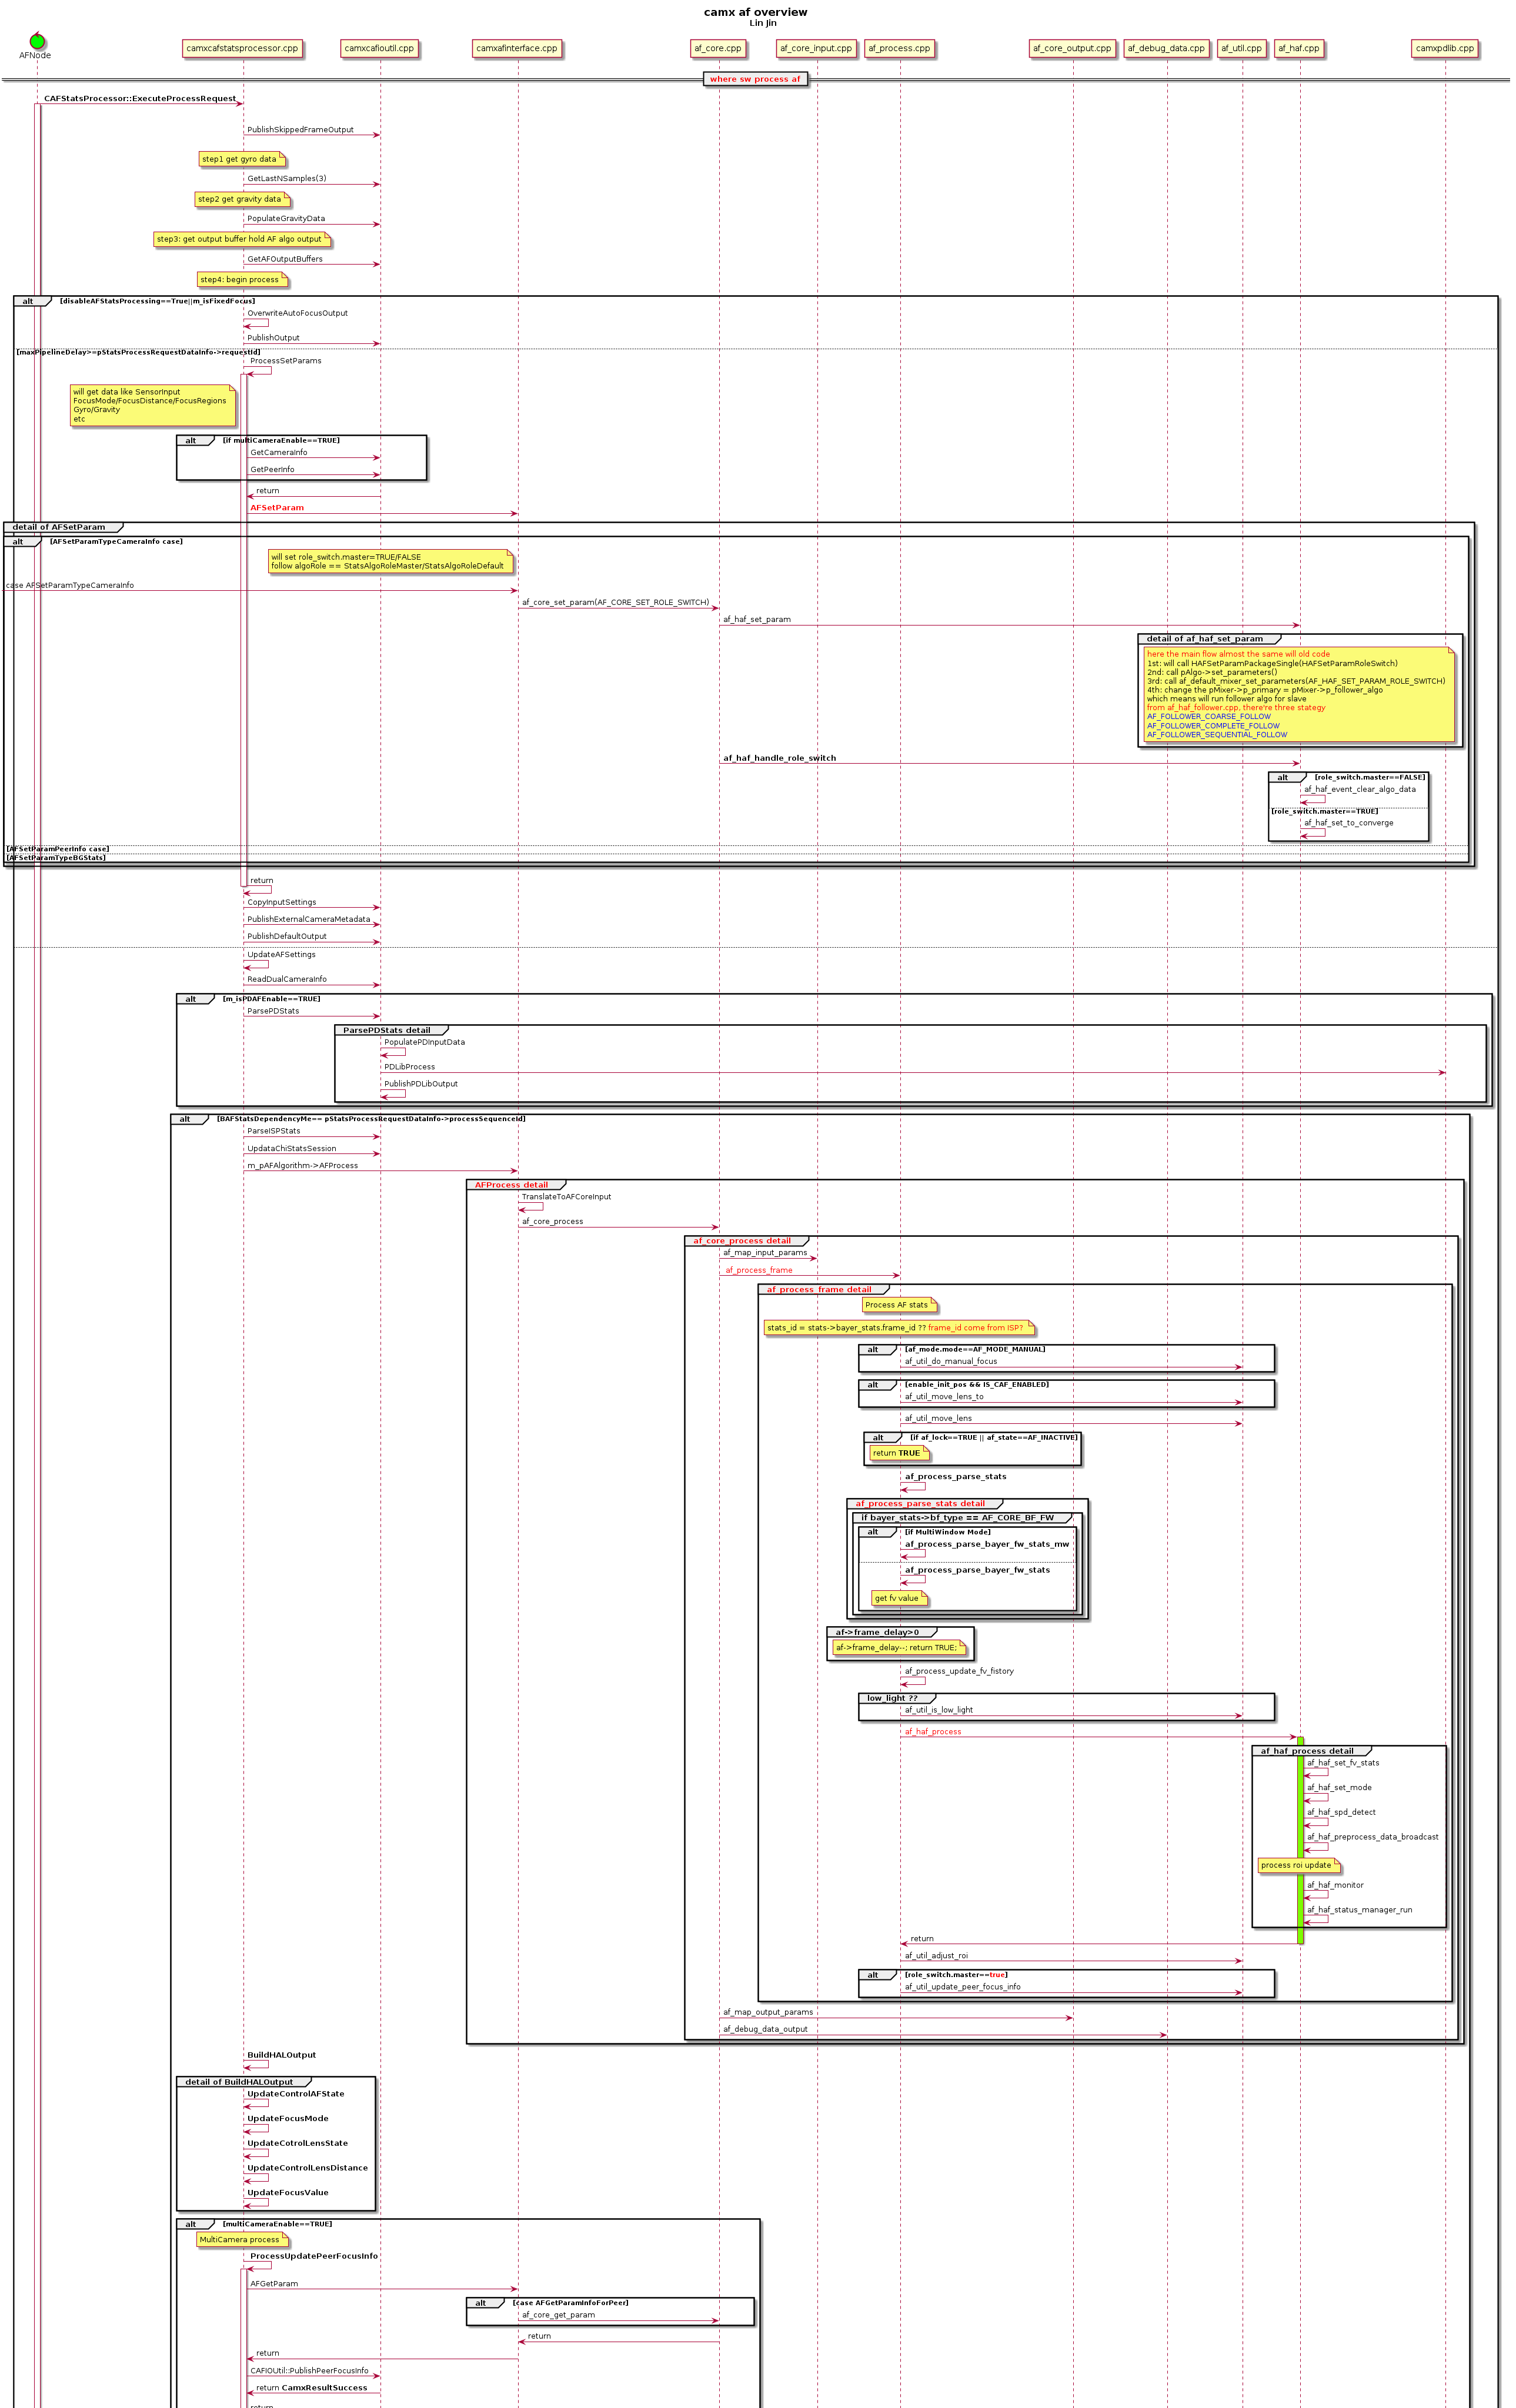 camx af overview
Lin Jin
AFNode
camxcafstatsprocessor.cpp
camxcafioutil.cpp
camxafinterface.cpp
af_core.cpp
af_core_input.cpp
af_process.cpp
af_core_output.cpp
af_debug_data.cpp
af_util.cpp
af_haf.cpp
camxpdlib.cpp
where sw process af
CAFStatsProcessor::ExecuteProcessRequest
PublishSkippedFrameOutput
step1 get gyro data
GetLastNSamples(3)
step2 get gravity data
PopulateGravityData
step3: get output buffer hold AF algo output
GetAFOutputBuffers
step4: begin process
alt [disableAFStatsProcessing==True||m_isFixedFocus]
OverwriteAutoFocusOutput
PublishOutput
[maxPipelineDelay>=pStatsProcessRequestDataInfo->requestId]
ProcessSetParams
will get data like SensorInput
FocusMode/FocusDistance/FocusRegions
Gyro/Gravity
etc
alt [if multiCameraEnable==TRUE]
GetCameraInfo
GetPeerInfo
return
AFSetParam
detail of AFSetParam
alt [AFSetParamTypeCameraInfo case]
will set role_switch.master=TRUE/FALSE
follow algoRole == StatsAlgoRoleMaster/StatsAlgoRoleDefault
case AFSetParamTypeCameraInfo
af_core_set_param(AF_CORE_SET_ROLE_SWITCH)
af_haf_set_param
detail of af_haf_set_param
here the main flow almost the same will old code
1st: will call HAFSetParamPackageSingle(HAFSetParamRoleSwitch)
2nd: call pAlgo->set_parameters()
3rd: call af_default_mixer_set_parameters(AF_HAF_SET_PARAM_ROLE_SWITCH)
4th: change the pMixer->p_primary = pMixer->p_follower_algo
which means will run follower algo for slave
from af_haf_follower.cpp, there're three stategy
AF_FOLLOWER_COARSE_FOLLOW
AF_FOLLOWER_COMPLETE_FOLLOW
AF_FOLLOWER_SEQUENTIAL_FOLLOW
af_haf_handle_role_switch
alt [role_switch.master==FALSE]
af_haf_event_clear_algo_data
[role_switch.master==TRUE]
af_haf_set_to_converge
[AFSetParamPeerInfo case]
[AFSetParamTypeBGStats]
return
CopyInputSettings
PublishExternalCameraMetadata
PublishDefaultOutput
UpdateAFSettings
ReadDualCameraInfo
alt [m_isPDAFEnable==TRUE]
ParsePDStats
ParsePDStats detail
PopulatePDInputData
PDLibProcess
PublishPDLibOutput
alt [BAFStatsDependencyMe== pStatsProcessRequestDataInfo->processSequenceId]
ParseISPStats
UpdataChiStatsSession
m_pAFAlgorithm->AFProcess
AFProcess detail
TranslateToAFCoreInput
af_core_process
af_core_process detail
af_map_input_params
af_process_frame
af_process_frame detail
Process AF stats
stats_id = stats->bayer_stats.frame_id ?? frame_id come from ISP?
alt [af_mode.mode==AF_MODE_MANUAL]
af_util_do_manual_focus
alt [enable_init_pos && IS_CAF_ENABLED]
af_util_move_lens_to
af_util_move_lens
alt [if af_lock==TRUE || af_state==AF_INACTIVE]
return TRUE
af_process_parse_stats
af_process_parse_stats detail
if bayer_stats->bf_type == AF_CORE_BF_FW
alt [if MultiWindow Mode]
af_process_parse_bayer_fw_stats_mw
af_process_parse_bayer_fw_stats
get fv value
af->frame_delay>0
af->frame_delay--; return TRUE;
af_process_update_fv_fistory
low_light ??
af_util_is_low_light
af_haf_process
af_haf_process detail
af_haf_set_fv_stats
af_haf_set_mode
af_haf_spd_detect
af_haf_preprocess_data_broadcast
process roi update
af_haf_monitor
af_haf_status_manager_run
return
af_util_adjust_roi
alt [role_switch.master==true]
af_util_update_peer_focus_info
af_map_output_params
af_debug_data_output
BuildHALOutput
detail of BuildHALOutput
UpdateControlAFState
UpdateFocusMode
UpdateCotrolLensState
UpdateControlLensDistance
UpdateFocusValue
alt [multiCameraEnable==TRUE]
MultiCamera process
ProcessUpdatePeerFocusInfo
AFGetParam
alt [case AFGetParamInfoForPeer]
af_core_get_param
return
return
CAFIOUtil::PublishPeerFocusInfo
return CamxResultSuccess
return